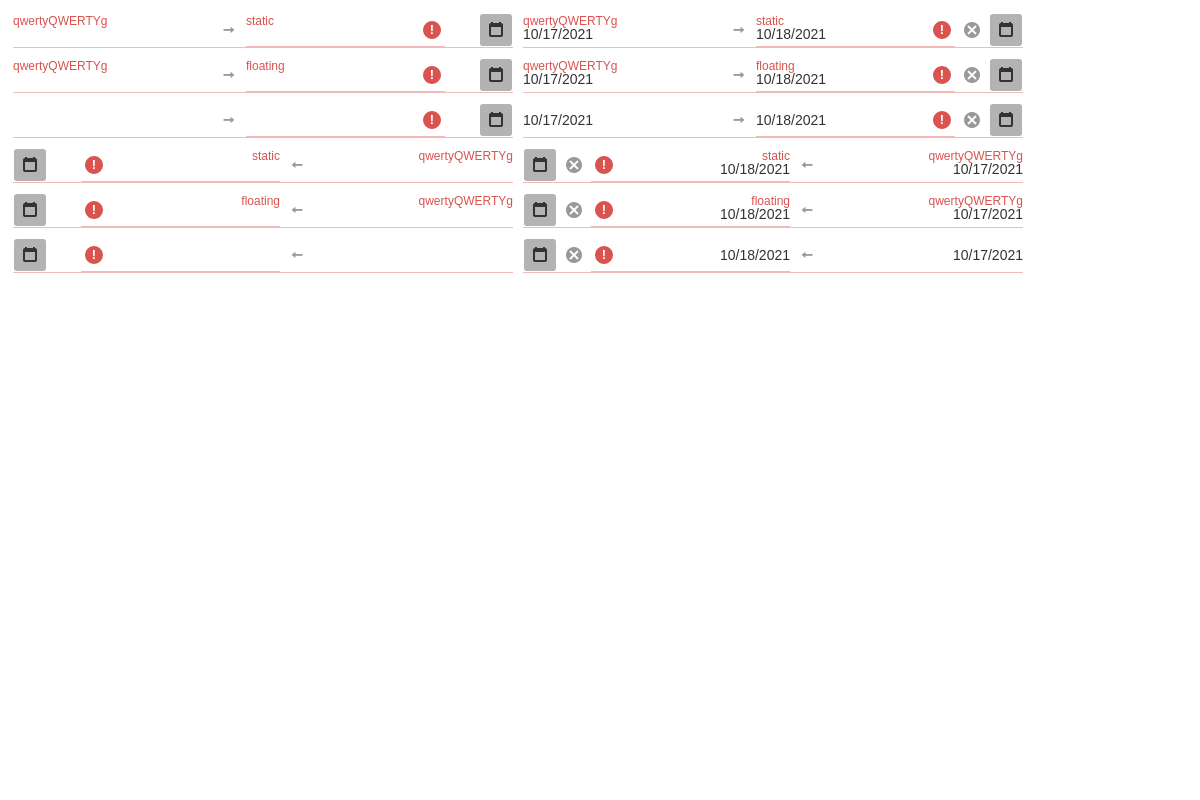 qwertyQWERTYg static qwertyQWERTYg static
10/17/2021 10/18/2021
qwertyQWERTYg floating qwertyQWERTYg floating
10/17/2021 10/18/2021
10/17/2021 10/18/2021
static qwertyQWERTYg static qwertyQWERTYg
10/18/2021 10/17/2021
floating qwertyQWERTYg floating qwertyQWERTYg
10/18/2021 10/17/2021
10/18/2021 10/17/2021